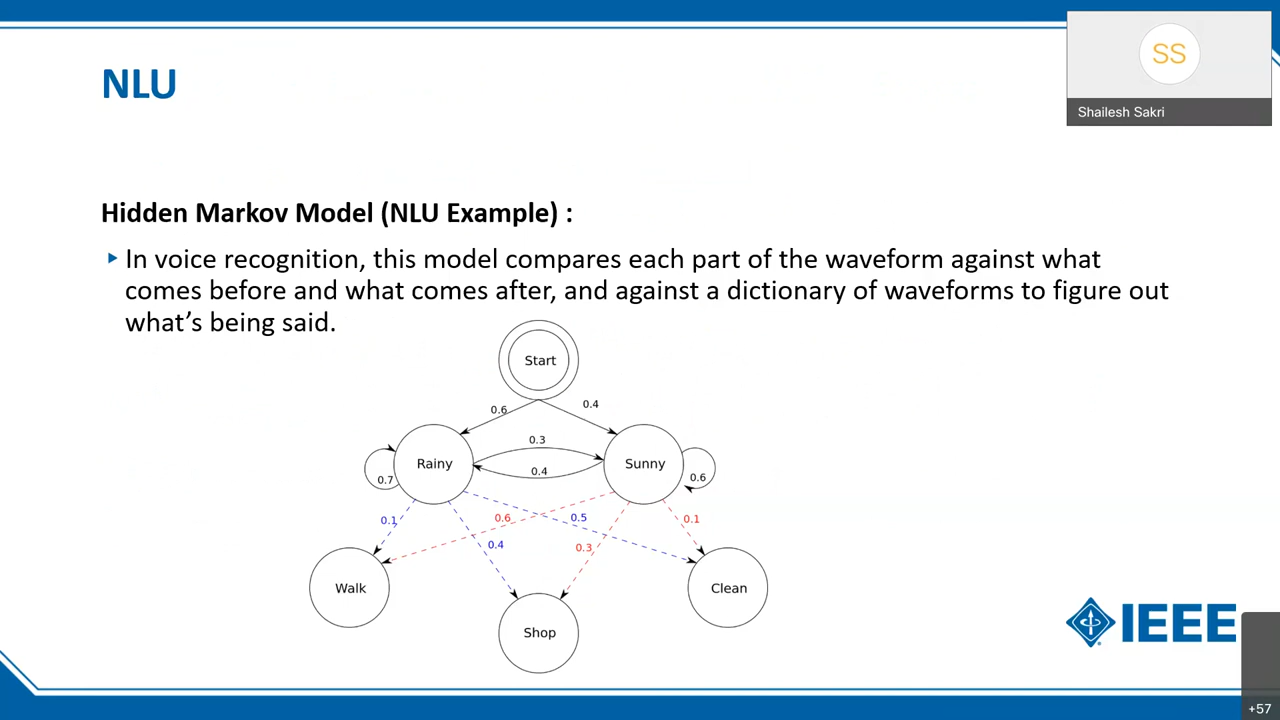 NLU
SS
Shailesh Sakri
Hidden Markov Model (NLU Example) :
In voice recognition, this model compares each part of the waveform against what
comes before and what comes after, and against a dictionary of waveforms to figure out
what’s being said.
Start
0.6
0.4
0.3
Rainy
Sunny
0.4
0.7
0.6
0.1
0.6
0.5
0.1
0.4
0.3
Walk
Clean
Shop
IEEE
+57